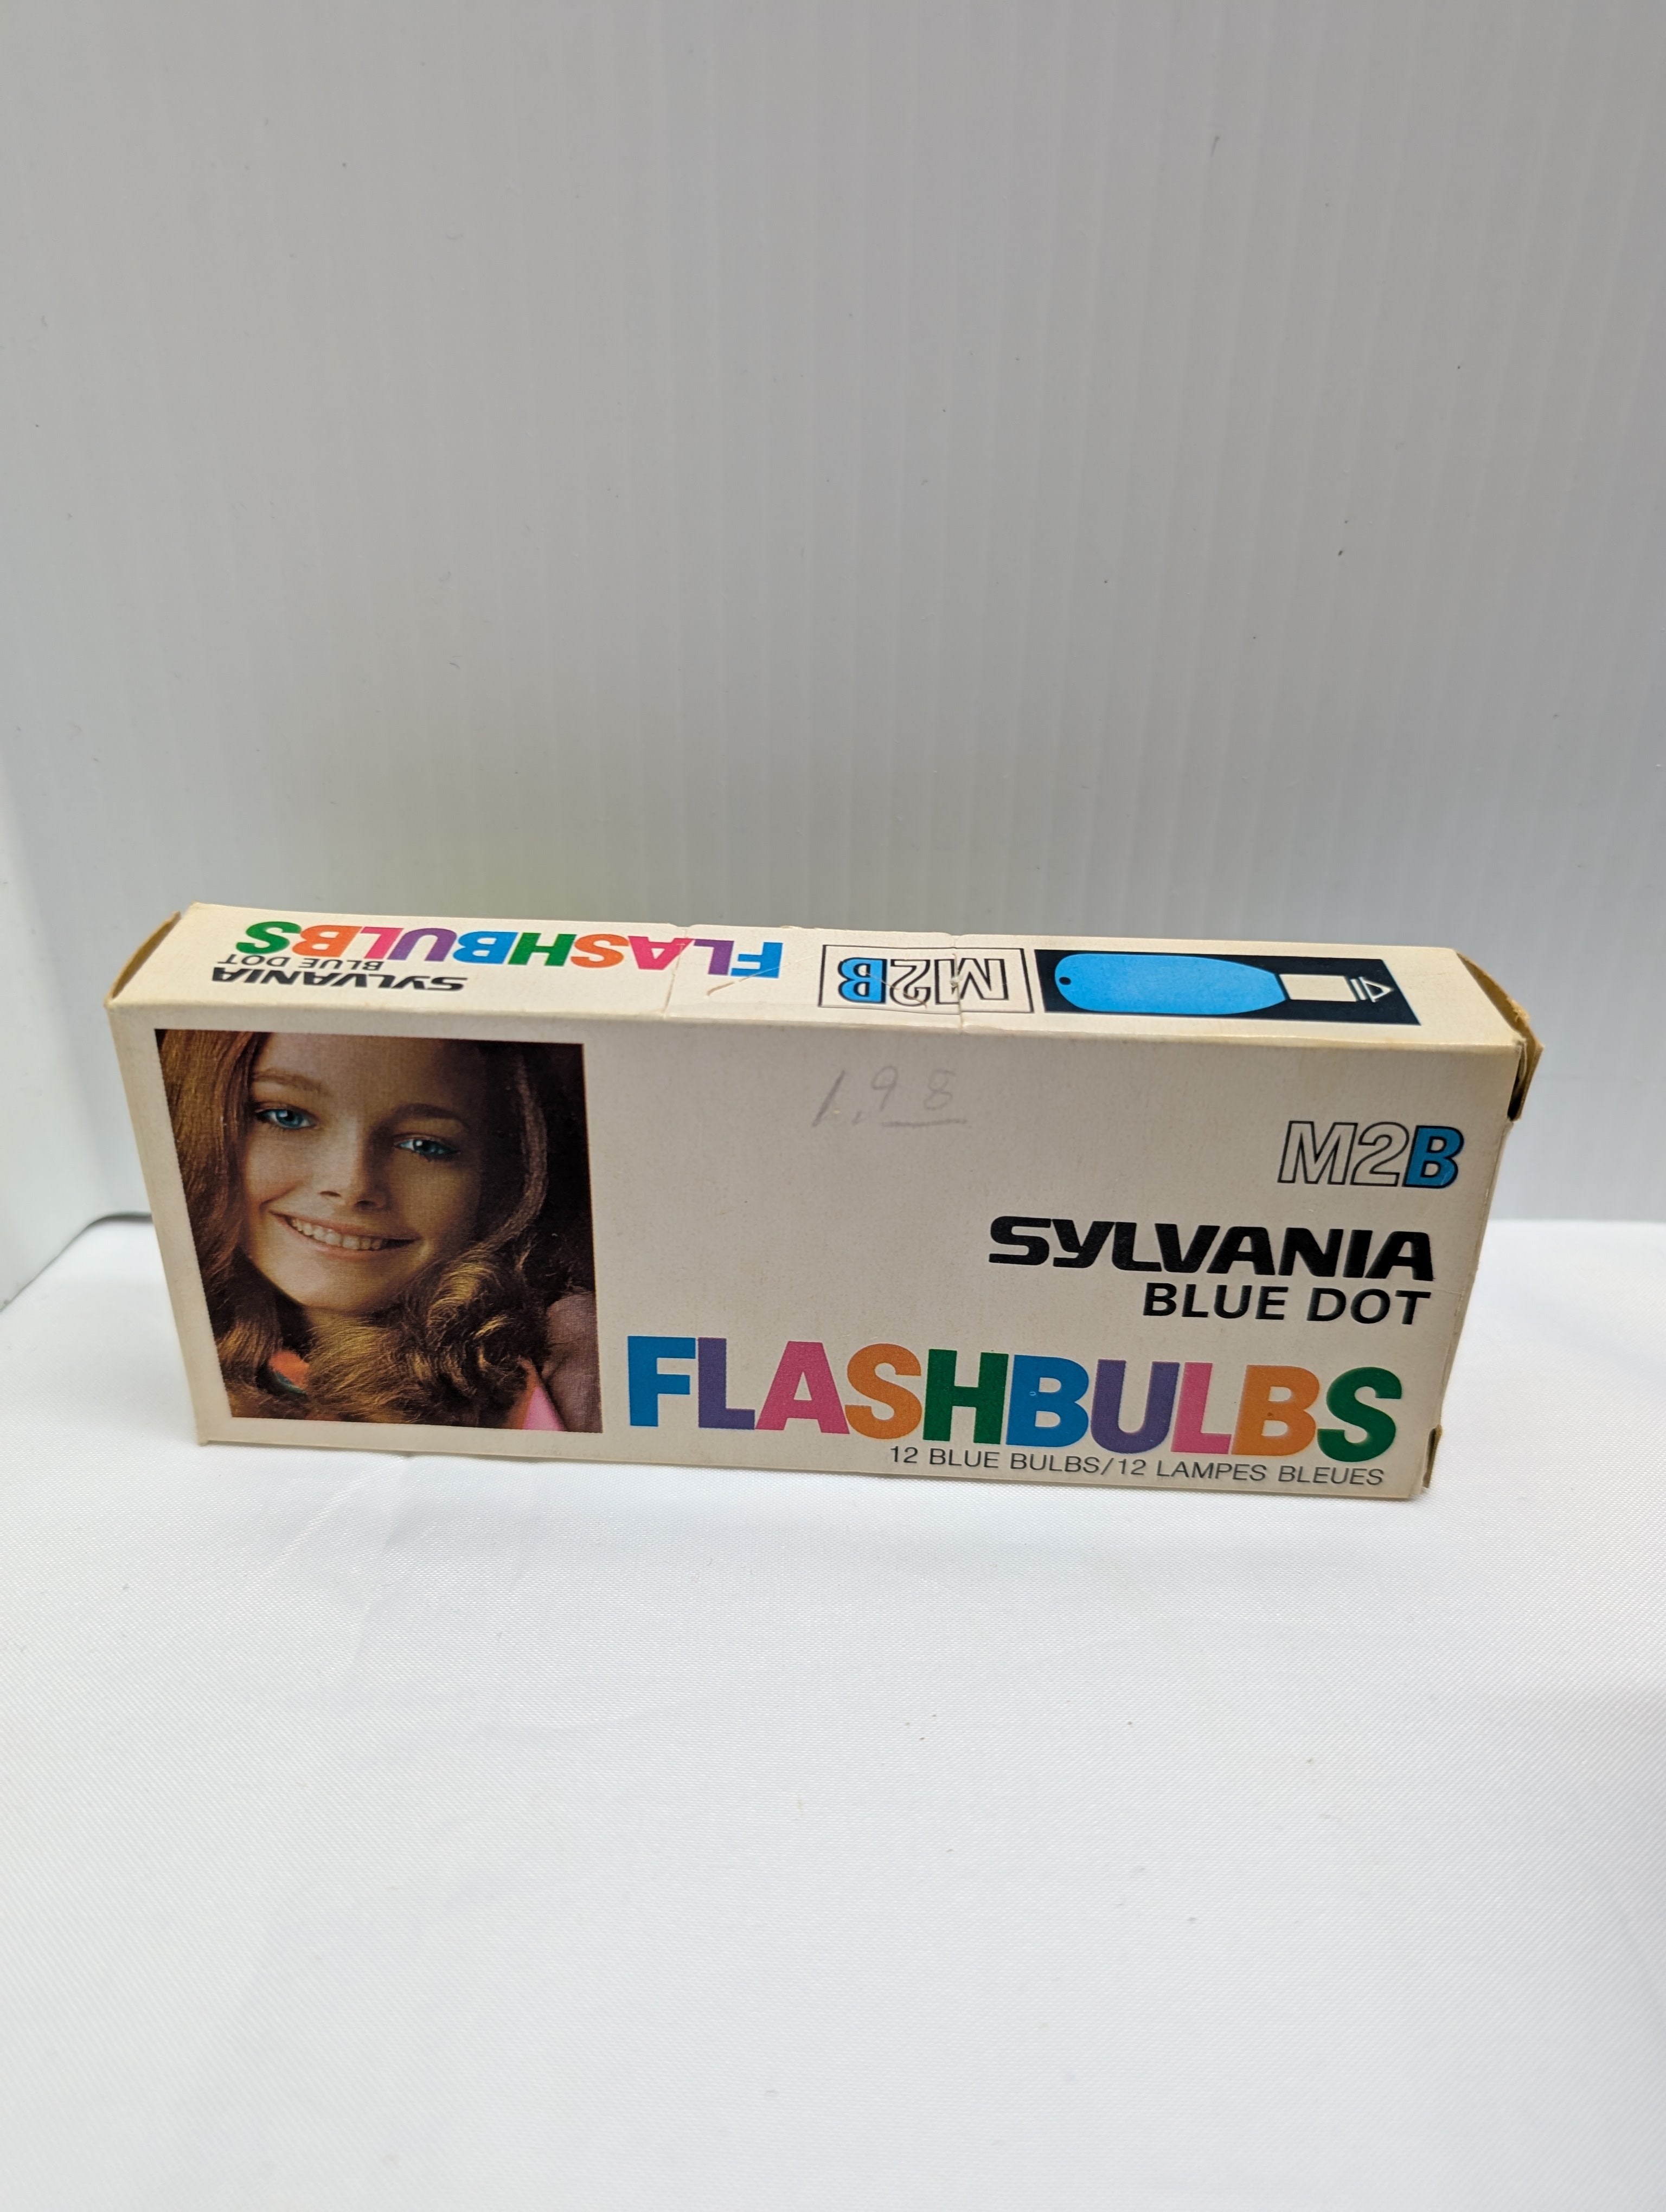 SYLVANIA
BLUE DOT
FLASHBULBS
M2B
1.98
M2B
SYLVANIA
BLUE DOT
FLASHBULBS
12 BLUE BULBS/12 LAMPES BLEUES